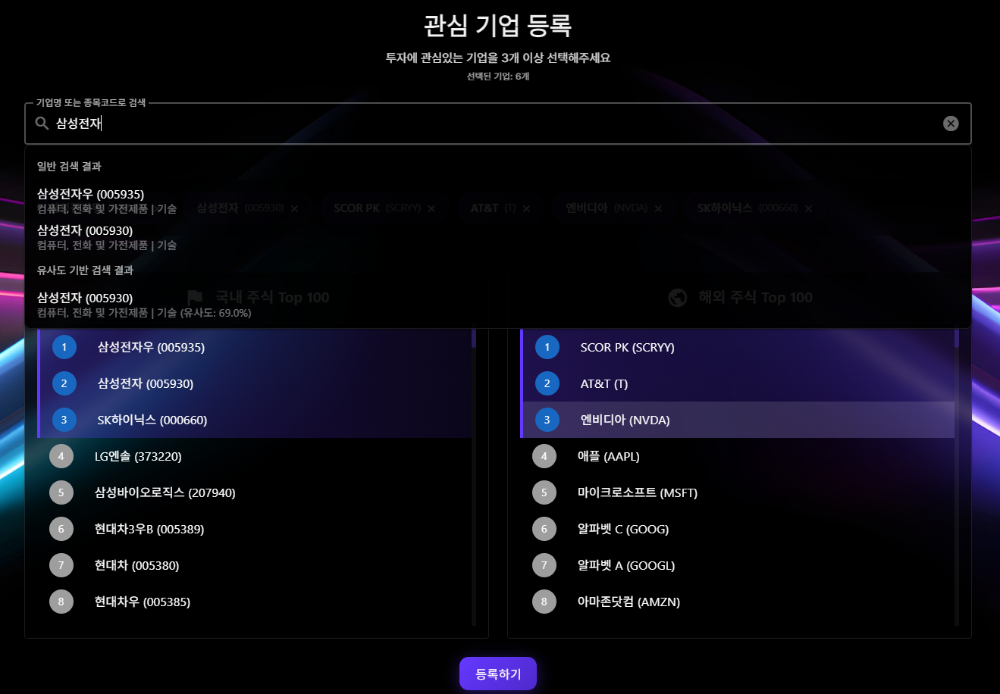 관심 기업 등록
투자에 관심있는 기업을 3개 이상 선택해주세요
선택된 기업: 6개
기업명 또는 종목코드로 검색
삼성전자
일반 검색 결과
삼성전자우 (005935)
컴퓨터, 전화 및 가전제품 | 기술
삼성전자 (005930) ×
SCOR PK (SCRYY) ×
AT&T (T) ×
엔비디아 (NVDA) ×
SK하이닉스 (000660) ×
삼성전자 (005930)
컴퓨터, 전화 및 가전제품 | 기술
유사도 기반 검색 결과
삼성전자 (005930)
컴퓨터, 전화 및 가전제품 | 기술 (유사도: 69.0%)
국내 주식 Top 100
1 삼성전자우 (005935)
2 삼성전자 (005930)
3 SK하이닉스 (000660)
4 LG엔솔 (373220)
5 삼성바이오로직스 (207940)
6 현대차3우B (005389)
7 현대차 (005380)
8 현대차우 (005385)
해외 주식 Top 100
1 SCOR PK (SCRYY)
2 AT&T (T)
3 엔비디아 (NVDA)
4 애플 (AAPL)
5 마이크로소프트 (MSFT)
6 알파벳 C (GOOG)
7 알파벳 A (GOOGL)
8 아마존닷컴 (AMZN)
등록하기